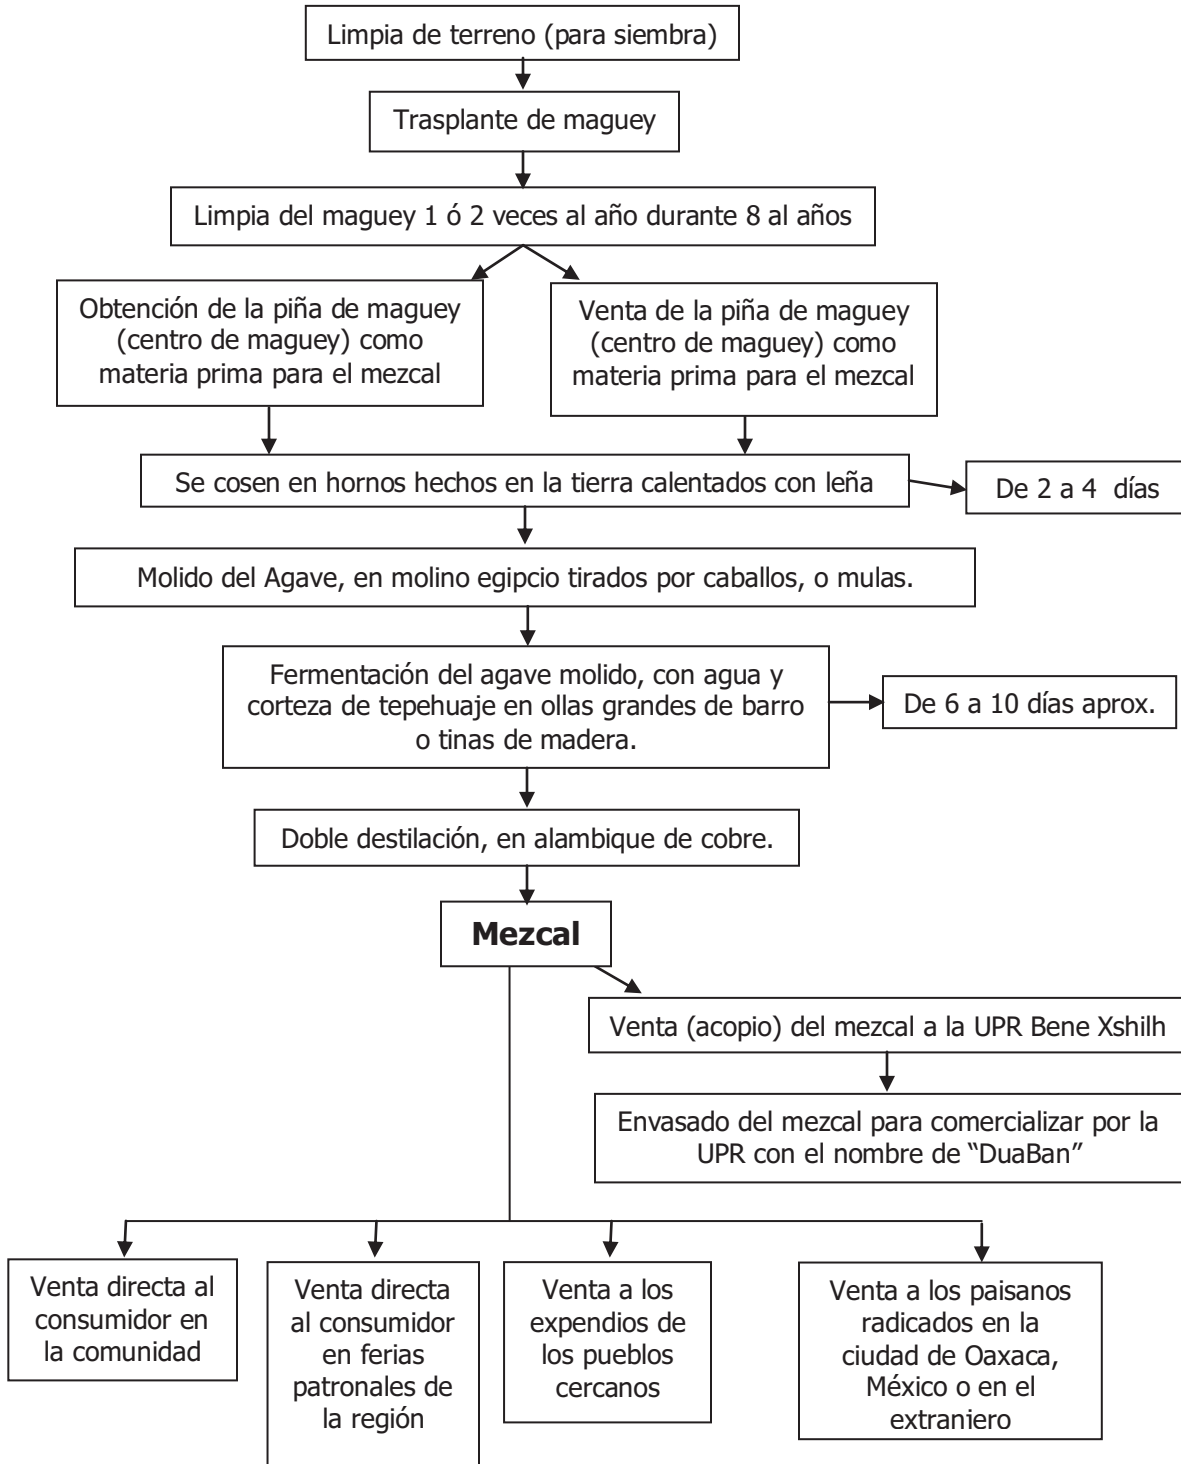 Limpia de terreno (para siembra)
Trasplante de maguey
Limpia del maguey 1 ó 2 veces al año durante 8 al años
Obtención de la piña de maguey
(centro de maguey) como
materia prima para el mezcal
Venta de la piña de maguey
(centro de maguey) como
materia prima para el mezcal
Se cosen en hornos hechos en la tierra calentados con leña
De 2 a 4 días
Molido del Agave, en molino egipcio tirados por caballos, o mulas.
Fermentación del agave molido, con agua y
corteza de tepehuaje en ollas grandes de barro
o tinas de madera.
De 6 a 10 días aprox.
Doble destilación, en alambique de cobre.
Mezcal
Venta (acopio) del mezcal a la UPR Bene Xshilh
Envasado del mezcal para comercializar por la
UPR con el nombre de “DuaBan”
Venta directa al
consumidor en
la comunidad
Venta directa
al consumidor
en ferias
patronales de
la región
Venta a los
expendios de
los pueblos
cercanos
Venta a los paisanos
radicados en la
ciudad de Oaxaca,
México o en el
extraniero